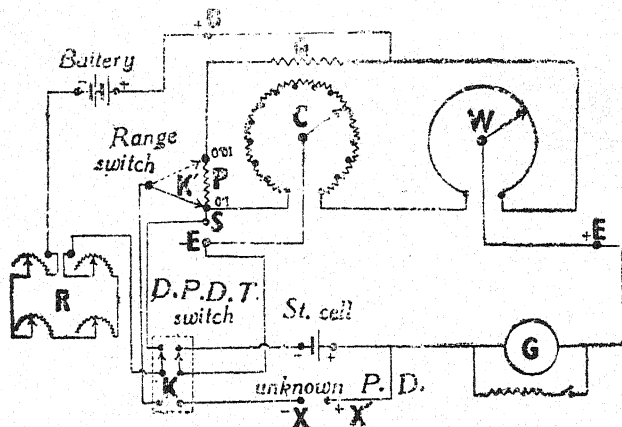 +B
Battery
- +
Range
switch
0.01
K'
P
0.1
S
-E
C
W
+E
R
D.P.D.T.
switch
St. cell
- +
G
K
unknown P. D.
-X +X'